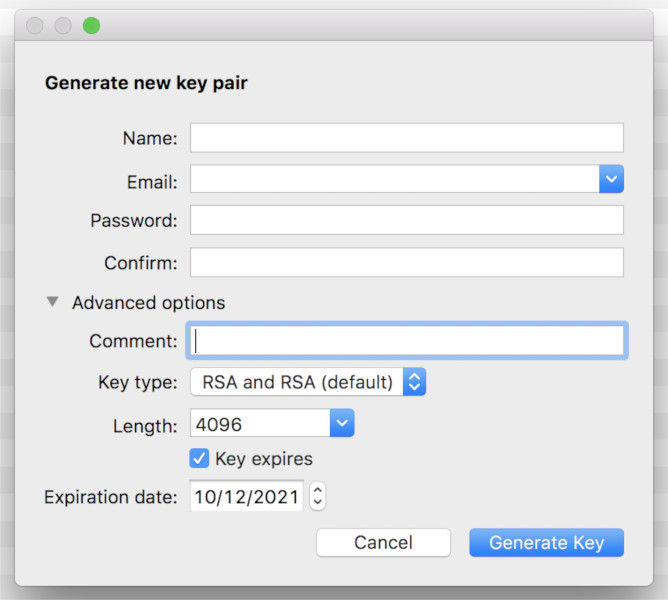 Generate new key pair
Name:
Email:
Password:
Confirm:
Advanced options
Comment:
Key type: RSA and RSA (default)
Length: 4096
Key expires
Expiration date: 10/12/2021
Cancel Generate Key